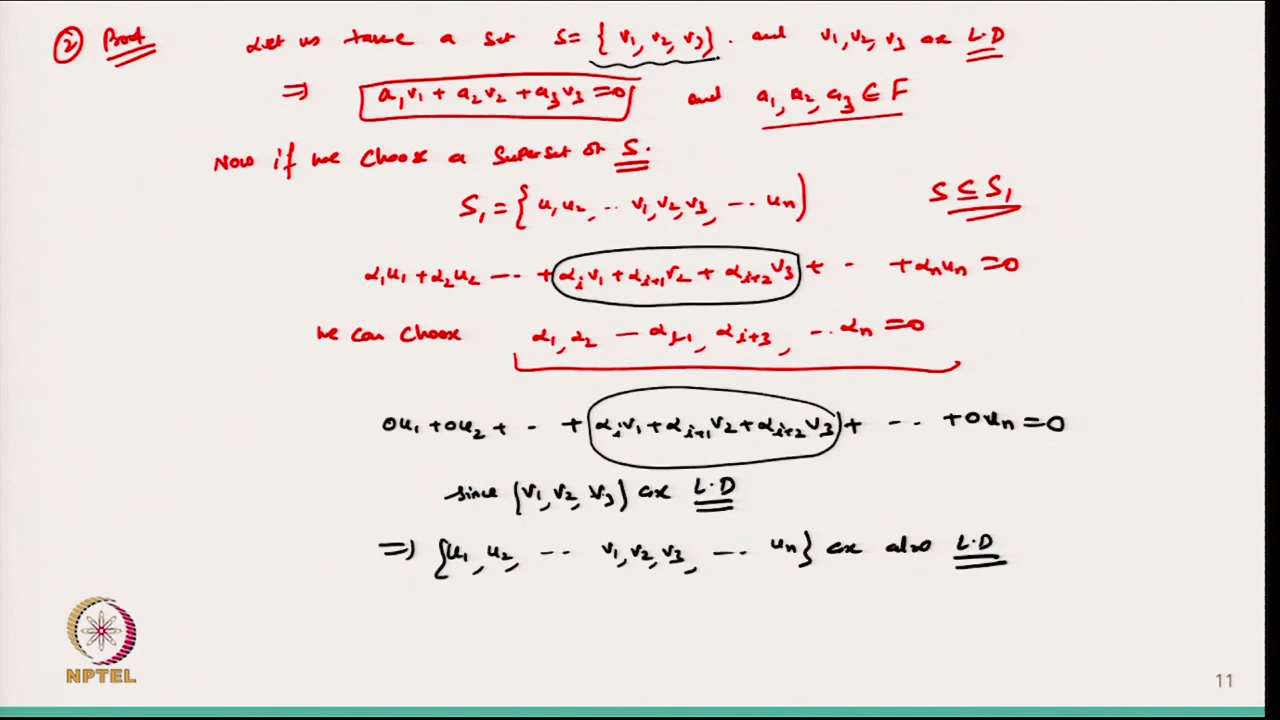 ② Proof Let us take a set S = {v₁, v₂, v₃}. and v₁, v₂, v₃ are L.D
⇒ a₁v₁ + a₂v₂ + a₃v₃ = 0 and a₁, a₂, a₃ ∈ F
Now if we choose a superset of S.
S₁ = {u₁ u₂, .. v₁, v₂ v₃, -.. uₙ} S ⊆ S₁
α₁u₁ + α₂u₂ -.. + αᵢv₁ + αᵢ₊₁v₂ + αᵢ₊₂v₃ + .. + αₙuₙ = 0
we can choose α₁, α₂ — αᵢ₋₁, αᵢ₊₃, -.. αₙ = 0
0u₁ + 0u₂ + - . + αᵢv₁ + αᵢ₊₁v₂ + αᵢ₊₂v₃ + -.. + 0uₙ = 0
since {v₁, v₂, v₃} are L.D
⇒ {u₁, u₂, -.. v₁, v₂, v₃, -.. uₙ} are also L.D
NPTEL
11